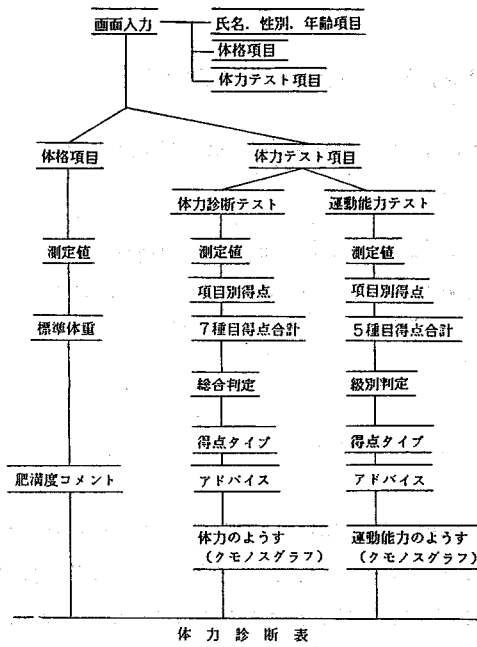 画面入力
氏名, 性別, 年齢項目
体格項目
体力テスト項目
体格項目
体力テスト項目
体力診断テスト
運動能力テスト
測定値
測定値
測定値
項目別得点
項目別得点
標準体重
7種目得点合計
5種目得点合計
総合判定
級別判定
得点タイプ
得点タイプ
肥満度コメント
アドバイス
アドバイス
体力のようす
(クモノスグラフ)
運動能力のようす
(クモノスグラフ)
体力診断表